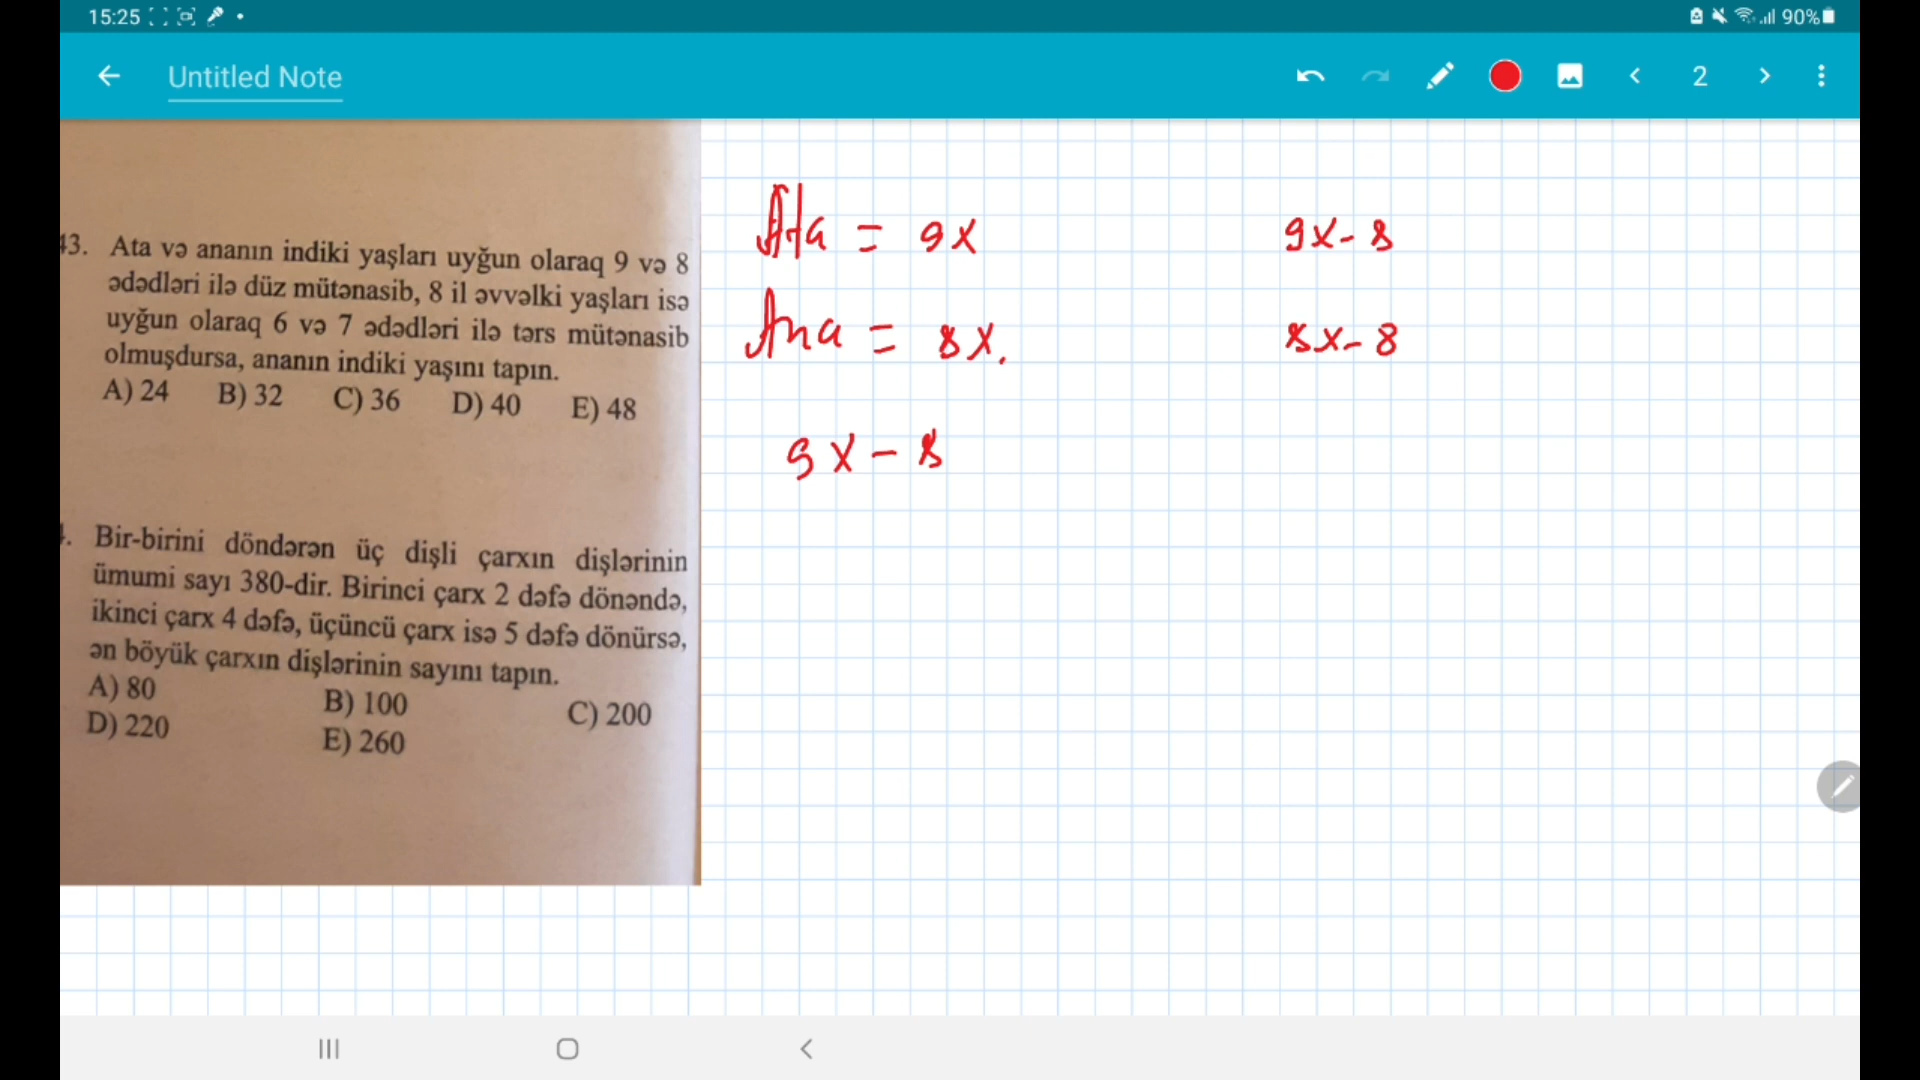 15:25
90%
Untitled Note
2
43. Ata və ananın indiki yaşları uyğun olaraq 9 və 8
ədədləri ilə düz mütənasib, 8 il əvvəlki yaşları isə
uyğun olaraq 6 və 7 ədədləri ilə tərs mütənasib
olmuşdursa, ananın indiki yaşını tapın.
A) 24 B) 32 C) 36 D) 40 E) 48
4. Bir-birini döndərən üç dişli çarxın dişlərinin
ümumi sayı 380-dir. Birinci çarx 2 dəfə dönəndə,
ikinci çarx 4 dəfə, üçüncü çarx isə 5 dəfə dönürsə,
ən böyük çarxın dişlərinin sayını tapın.
A) 80 B) 100 C) 200
D) 220 E) 260
Ata = 9x 9x-8
Ana = 8x. 8x-8
9x-8